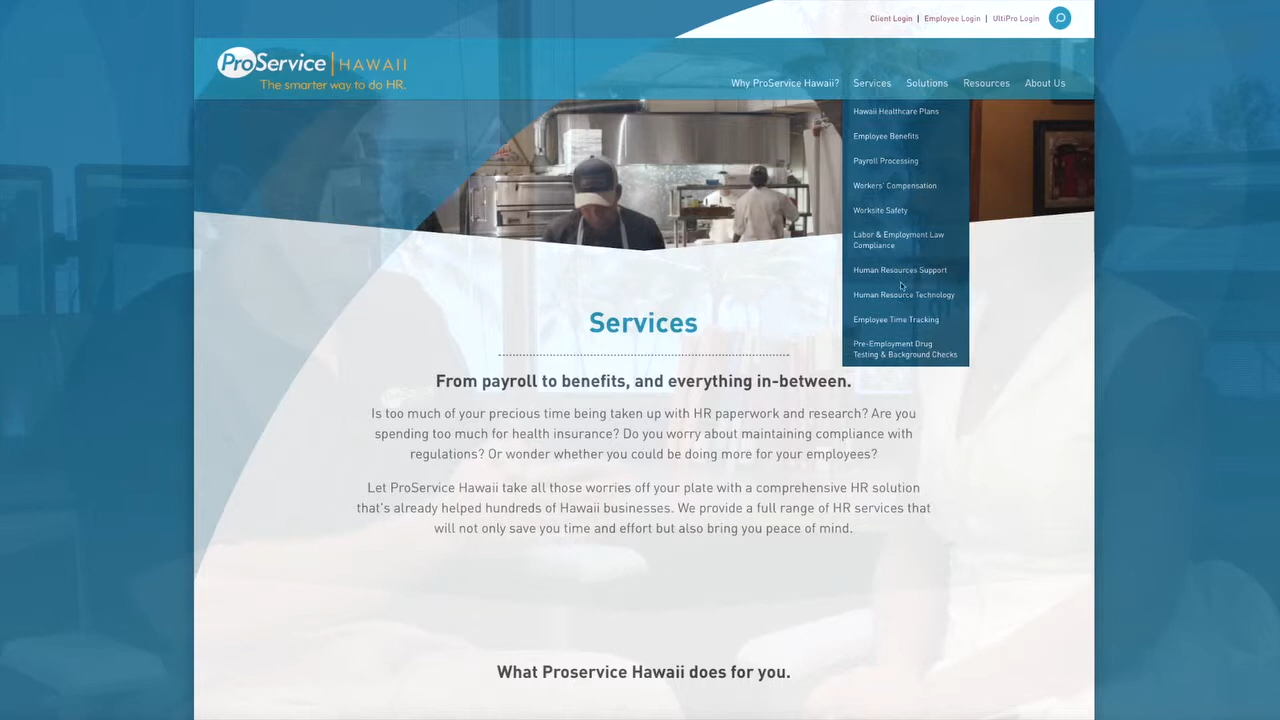 Client Login | Employee Login | UltiPro Login
ProService | HAWAII
The smarter way to do HR.
Why ProService Hawaii? Services Solutions Resources About Us
Hawaii Healthcare Plans
Employee Benefits
Payroll Processing
Workers' Compensation
Worksite Safety
Labor & Employment Law
Compliance
Human Resources Support
Human Resource Technology
Employee Time Tracking
Pre-Employment Drug
Testing & Background Checks
Services
From payroll to benefits, and everything in-between.
Is too much of your precious time being taken up with HR paperwork and research? Are you
spending too much for health insurance? Do you worry about maintaining compliance with
regulations? Or wonder whether you could be doing more for your employees?
Let ProService Hawaii take all those worries off your plate with a comprehensive HR solution
that's already helped hundreds of Hawaii businesses. We provide a full range of HR services that
will not only save you time and effort but also bring you peace of mind.
What Proservice Hawaii does for you.